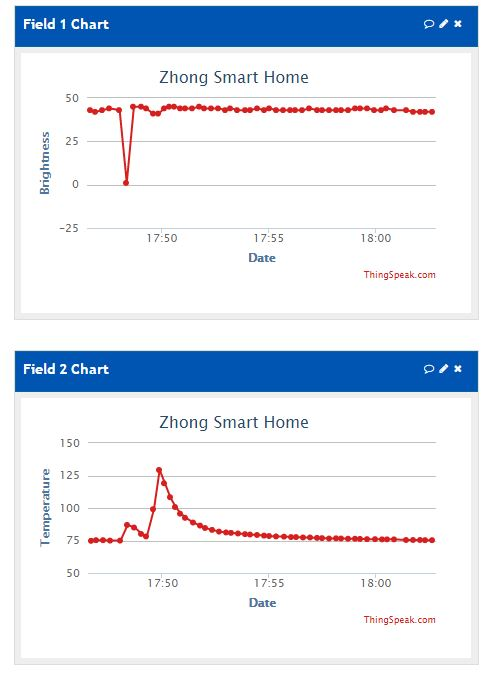 Field 1 Chart
Zhong Smart Home
50
25
0
-25
Brightness
17:50 17:55 18:00
Date
ThingSpeak.com
Field 2 Chart
Zhong Smart Home
150
125
100
75
50
Temperature
17:50 17:55 18:00
Date
ThingSpeak.com